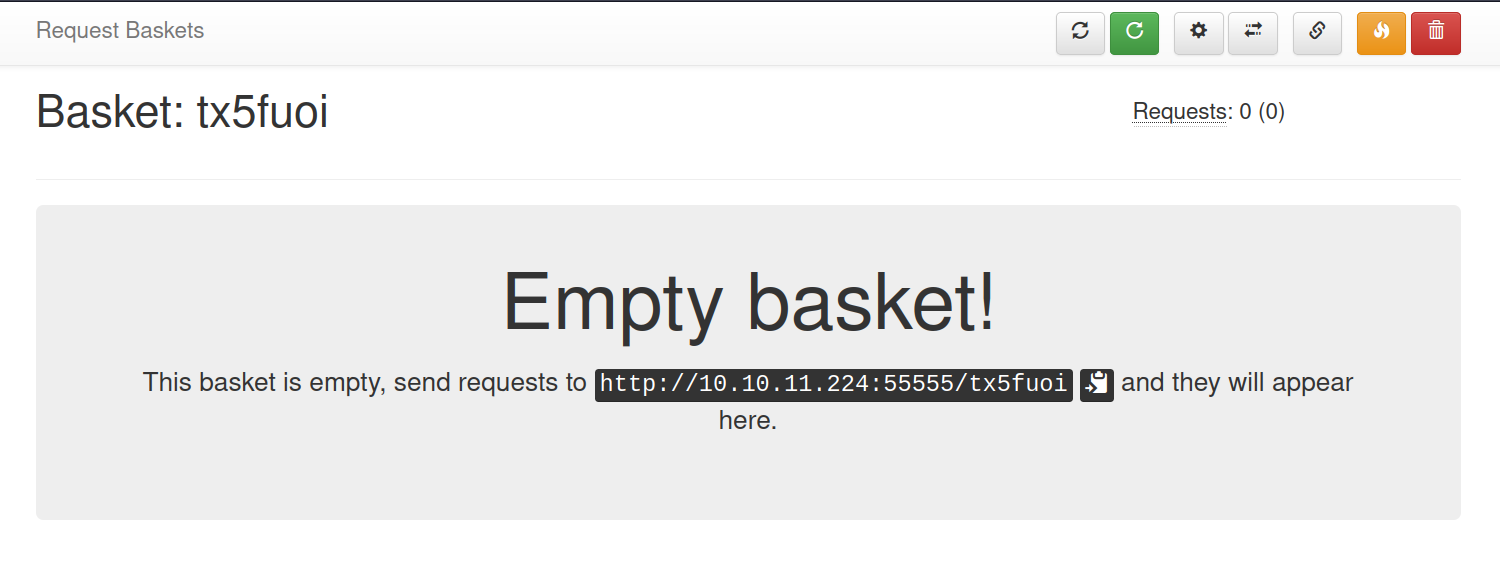 Request Baskets
Basket: tx5fuoi
Requests: 0 (0)
Empty basket!
This basket is empty, send requests to http://10.10.11.224:55555/tx5fuoi and they will appear
here.